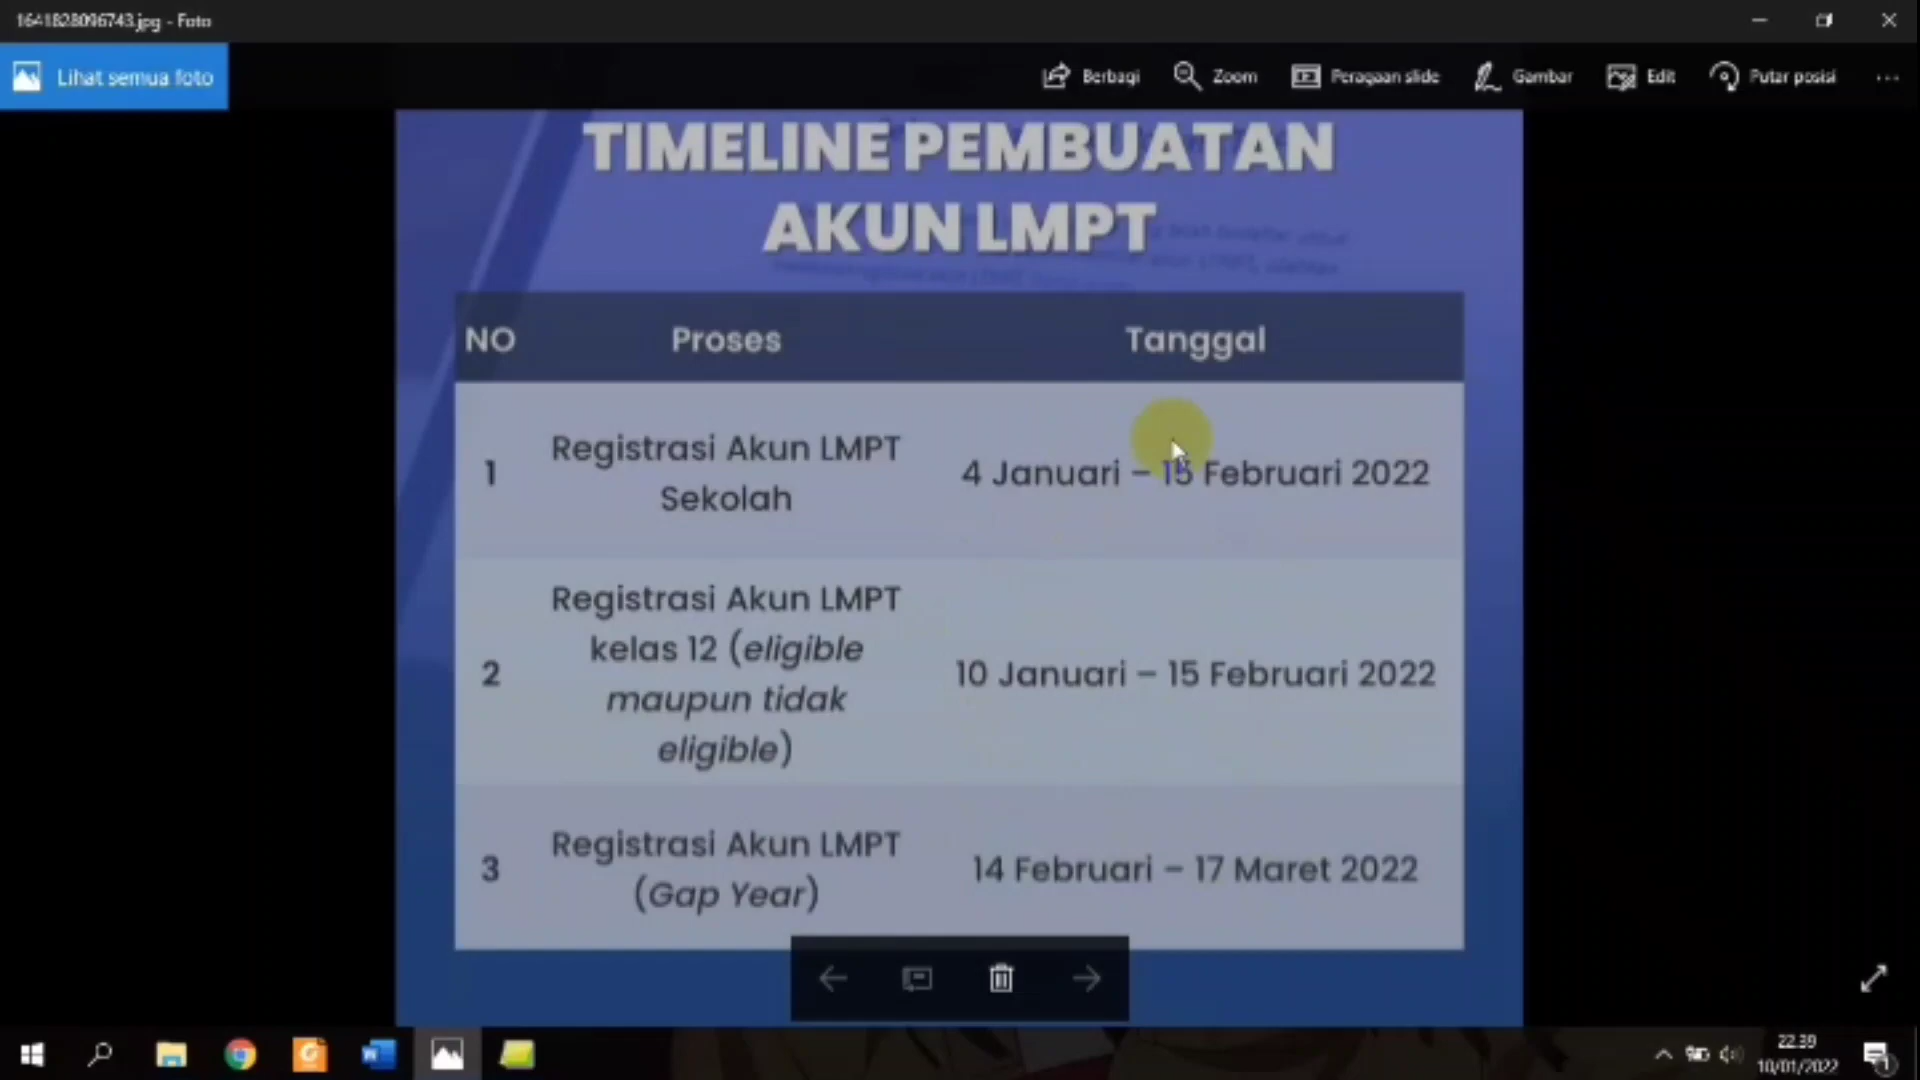 1641828096743.jpg - Foto
Lihat semua foto
Berbagi
Zoom
Peragaan slide
Gambar
Edit
Putar posisi
TIMELINE PEMBUATAN
AKUN LMPT
NO Proses Tanggal
1 Registrasi Akun LMPT
Sekolah
4 Januari – 15 Februari 2022
2 Registrasi Akun LMPT
kelas 12 (eligible
maupun tidak
eligible)
10 Januari – 15 Februari 2022
3 Registrasi Akun LMPT
(Gap Year)
14 Februari – 17 Maret 2022
22.39
10/01/2022